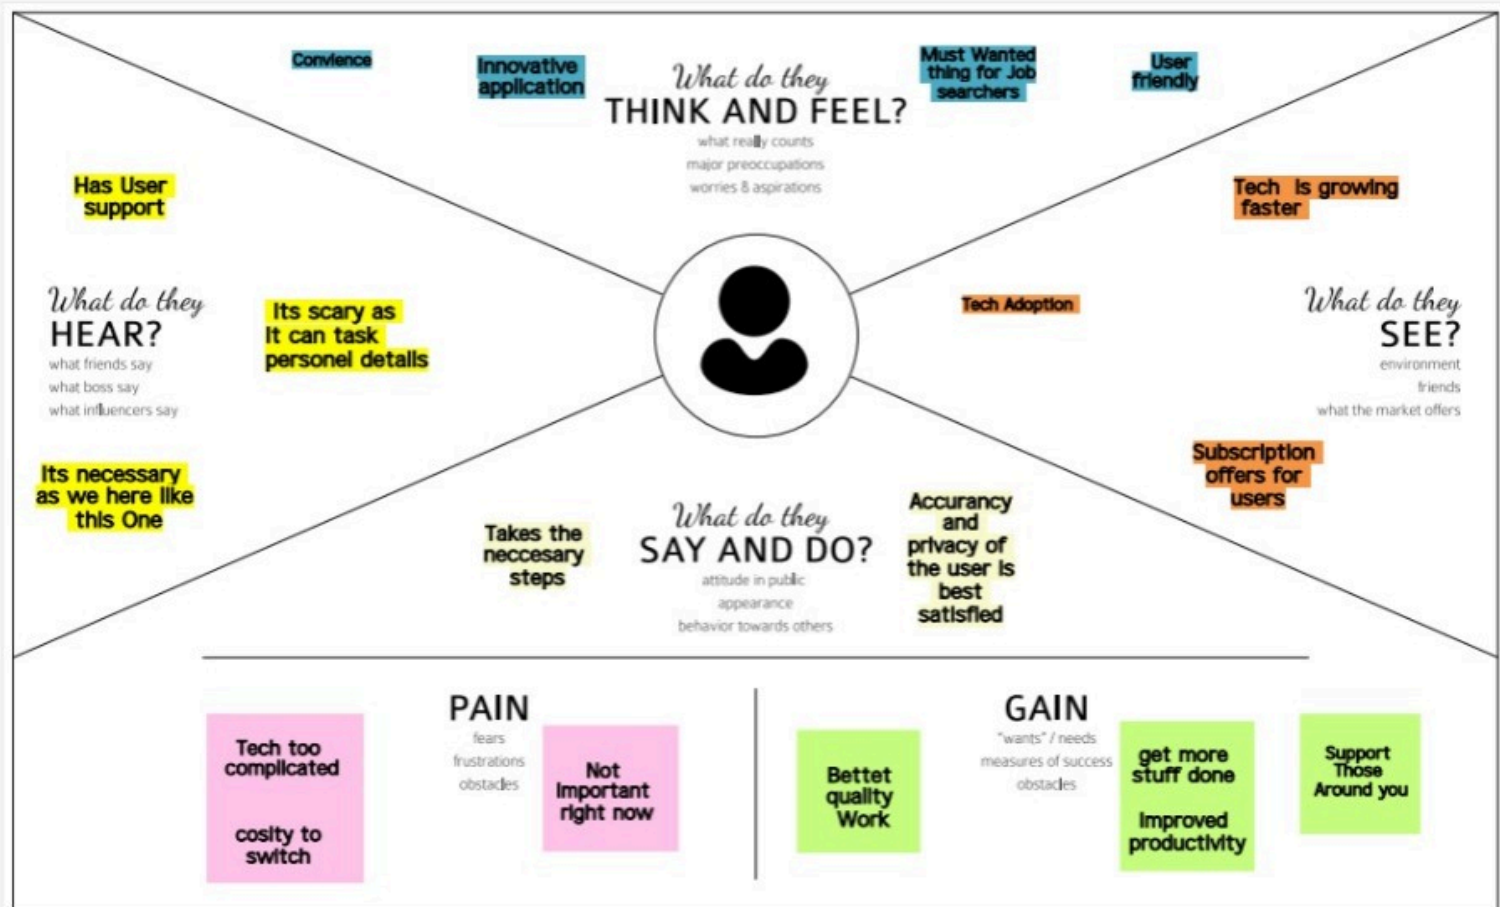 Convience
Innovative
application
What do they
THINK AND FEEL?
what really counts
major preoccupations
worries & aspirations
Must Wanted
thing for Job
searchers
User
friendly
Has User
support
What do they
HEAR?
what friends say
what boss say
what influencers say
Its scary as
It can task
personel details
Its necessary
as we here like
this One
Tech is growing
faster
Tech Adoption
What do they
SEE?
environment
friends
what the market offers
Subscription
offers for
users
Takes the
neccesary
steps
What do they
SAY AND DO?
attitude in public
appearance
behavior towards others
Accurancy
and
privacy of
the user is
best
satisfied
Tech too
complicated
cosity to
switch
PAIN
fears
frustrations
obstacles
Not
Important
right now
Bettet
quality
Work
GAIN
"wants" / needs
measures of success
obstacles
get more
stuff done
Improved
productivity
Support
Those
Around you